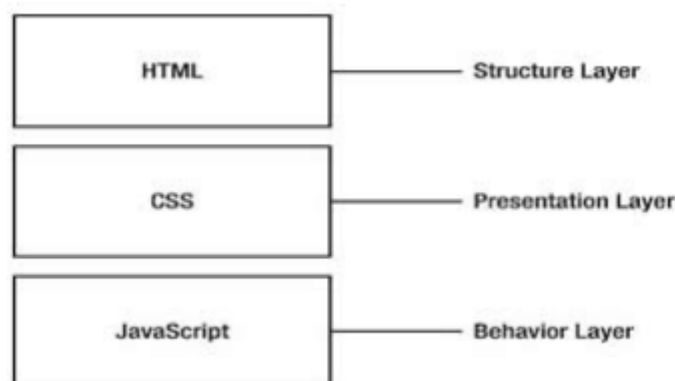 HTML
Structure Layer
CSS
Presentation Layer
JavaScript
Behavior Layer